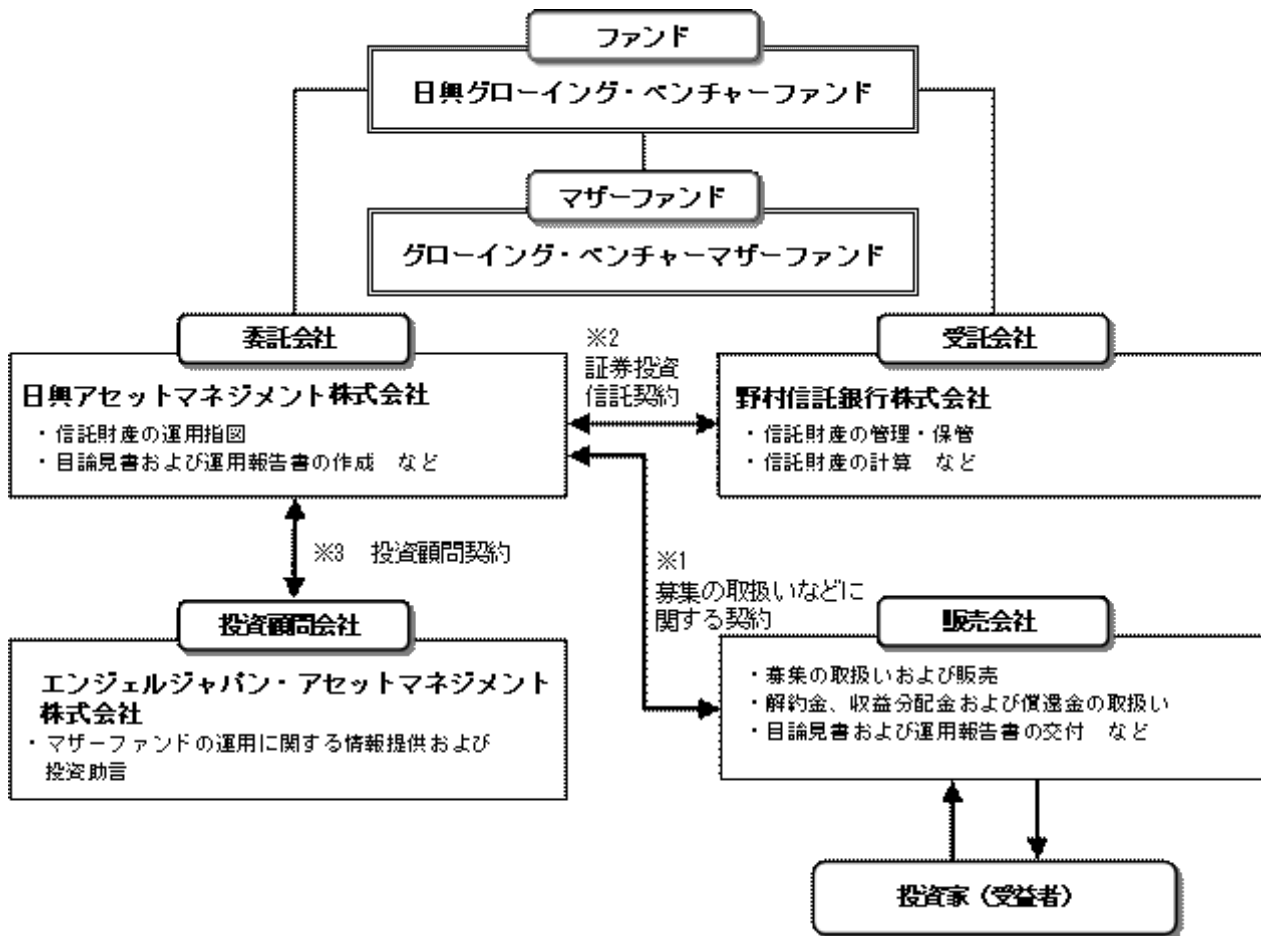 ファンド
日興グローイング・ベンチャーファンド
マザーファンド
グローイング・ベンチャーマザーファンド
委託会社
日興アセットマネジメント株式会社
・信託財産の運用指図
・目論見書および運用報告書の作成　など
※2
証券投資
信託契約
受託会社
野村信託銀行株式会社
・信託財産の管理・保管
・信託財産の計算　など
※3　投資顧問契約
※1
募集の取扱いなどに
関する契約
投資顧問会社
エンジェルジャパン・アセットマネジメント
株式会社
・マザーファンドの運用に関する情報提供および
投資助言
販売会社
・募集の取扱いおよび販売
・解約金、収益分配金および償還金の取扱い
・目論見書および運用報告書の交付　など
投資家（受益者）